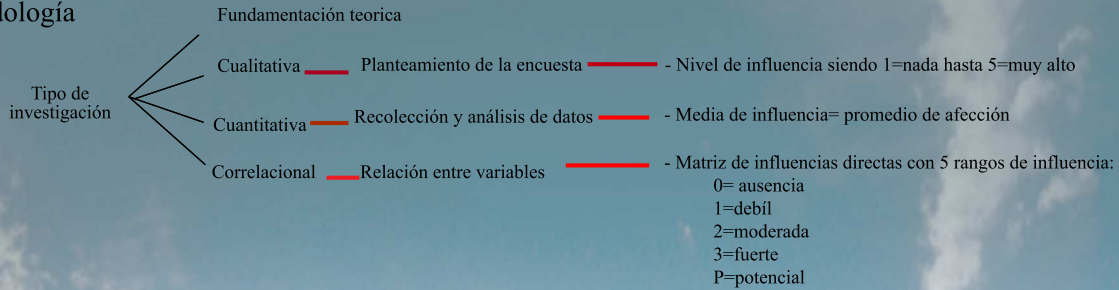 Fundamentación teorica
Cualitativa Planteamiento de la encuesta - Nivel de influencia siendo 1=nada hasta 5=muy alto
Tipo de
investigación
Cuantitativa Recolección y análisis de datos - Media de influencia= promedio de afección
Correlacional Relación entre variables - Matriz de influencias directas con 5 rangos de influencia:
0= ausencia
1=debíl
2=moderada
3=fuerte
P=potencial